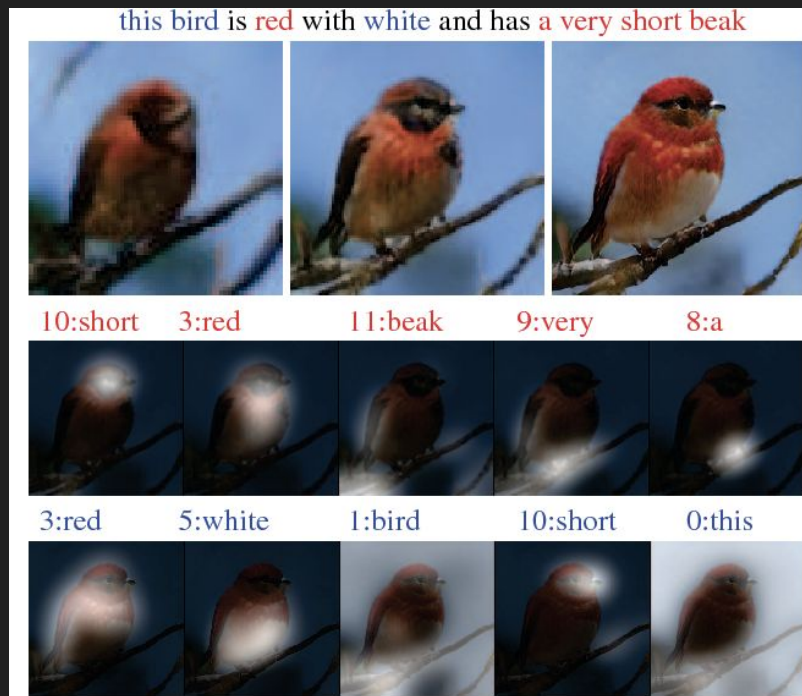 this bird is red with white and has a very short beak
10:short 3:red 11:beak 9:very 8:a
3:red 5:white 1:bird 10:short 0:this